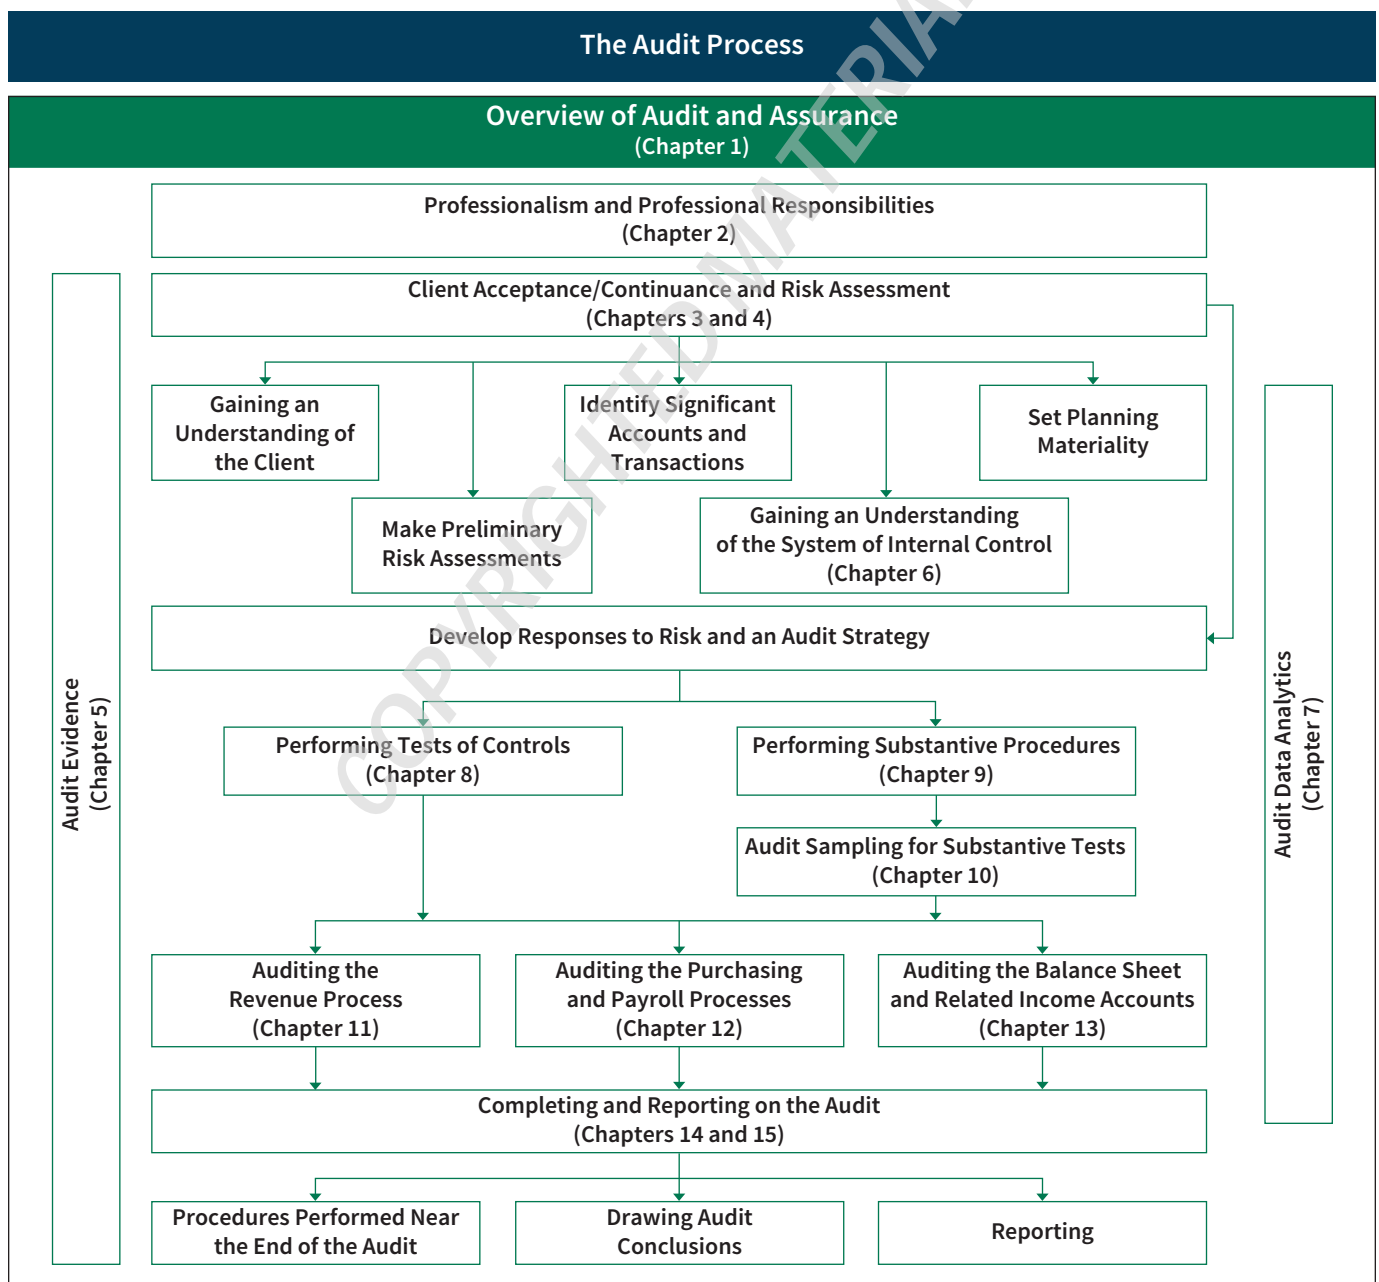 The Audit Process
Overview of Audit and Assurance
(Chapter 1)
Professionalism and Professional Responsibilities
(Chapter 2)
Client Acceptance/Continuance and Risk Assessment
(Chapters 3 and 4)
Gaining an
Understanding of
the Client
Identify Significant
Accounts and
Transactions
Set Planning
Materiality
Make Preliminary
Risk Assessments
Gaining an Understanding
of the System of Internal Control
(Chapter 6)
Develop Responses to Risk and an Audit Strategy
Audit Evidence
(Chapter 5)
Audit Data Analytics
(Chapter 7)
Performing Tests of Controls
(Chapter 8)
Performing Substantive Procedures
(Chapter 9)
Audit Sampling for Substantive Tests
(Chapter 10)
Auditing the
Revenue Process
(Chapter 11)
Auditing the Purchasing
and Payroll Processes
(Chapter 12)
Auditing the Balance Sheet
and Related Income Accounts
(Chapter 13)
Completing and Reporting on the Audit
(Chapters 14 and 15)
Procedures Performed Near
the End of the Audit
Drawing Audit
Conclusions
Reporting
COPYRIGHTED MATERIAL